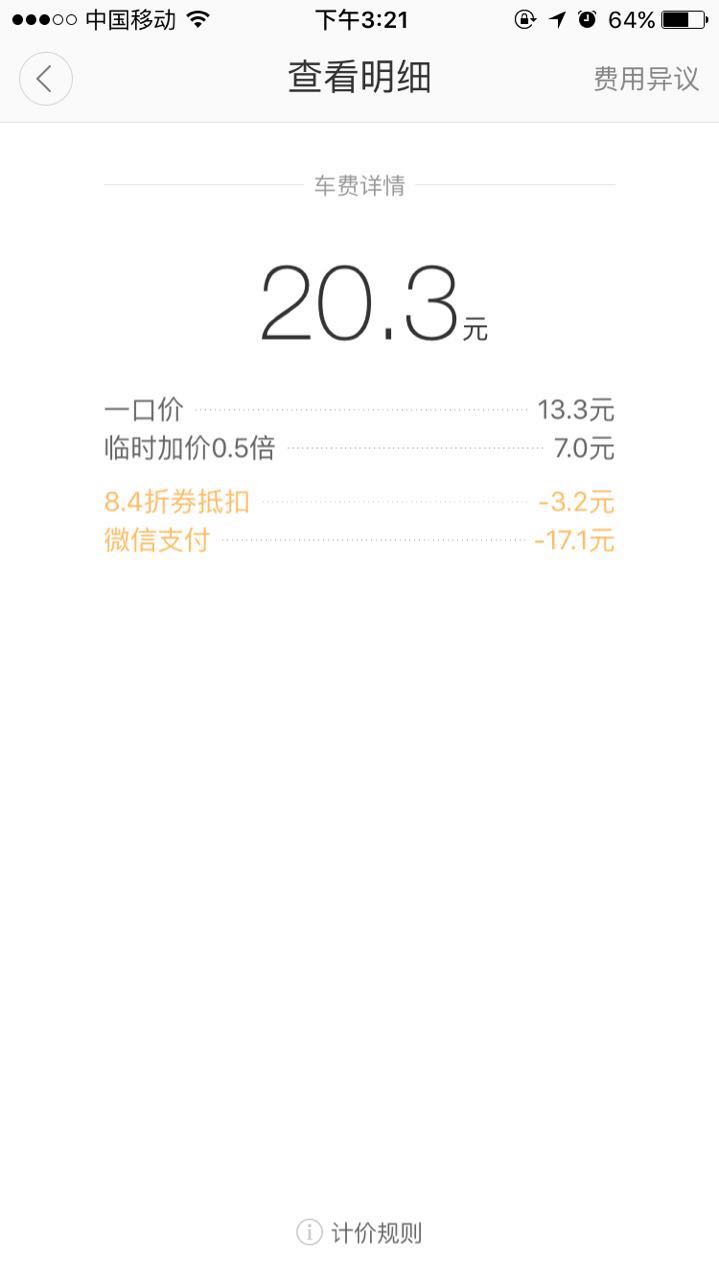 中国移动 下午3:21 64%
查看明细 费用异议
车费详情
20.3元
一口价 13.3元
临时加价0.5倍 7.0元
8.4折券抵扣 -3.2元
微信支付 -17.1元
计价规则